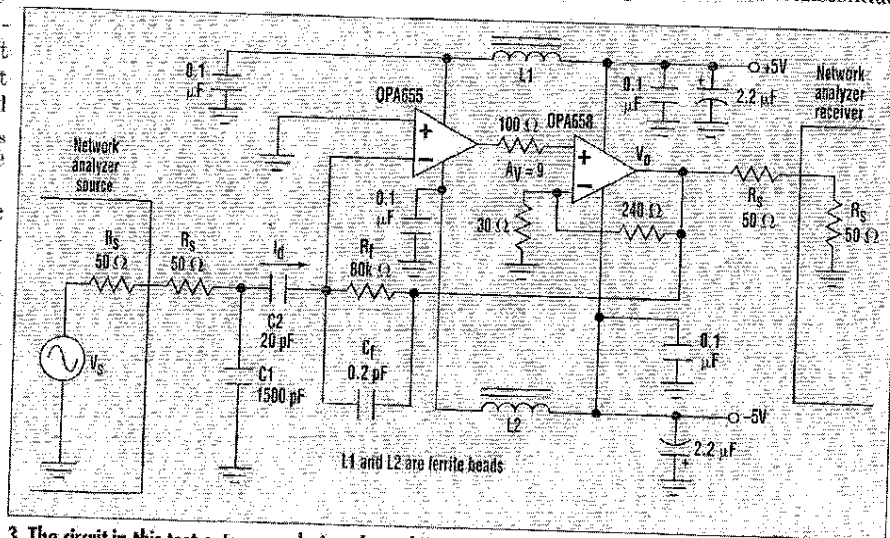 0.1
μF
OPA655
L1
+5V
0.1
μF
2.2 μF
Network
analyzer
receiver
100 Ω
OPA658
Network
analyzer
source
+
−
AV = 9
+
−
Vo
0.1
μF
30 Ω
240 Ω
RS
50 Ω
RS
50 Ω
RS
50 Ω
RS
50 Ω
Id
Rf
80k Ω
C2
20 pF
VS
C1
1500 pF
Cf
0.2 pF
0.1
μF
L2
−5V
2.2 μF
+
L1 and L2 are ferrite beads
3. The circuit in this test